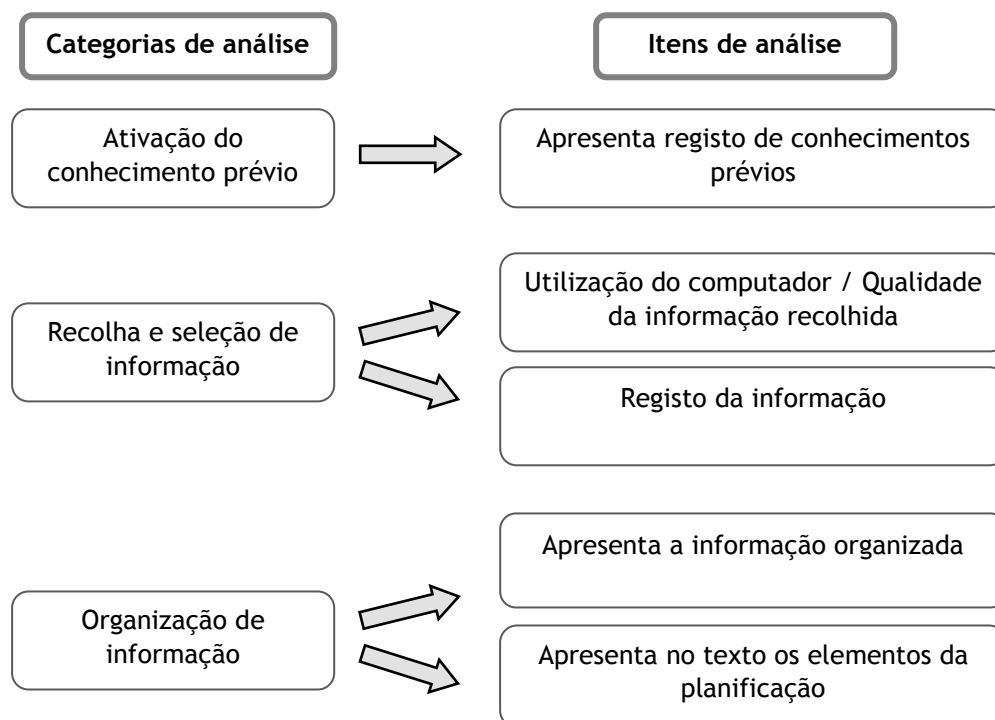 Categorias de análise
Itens de análise
Ativação do
conhecimento prévio
Apresenta registo de conhecimentos
prévios
Recolha e seleção de
informação
Utilização do computador / Qualidade
da informação recolhida
Registo da informação
Organização de
informação
Apresenta a informação organizada
Apresenta no texto os elementos da
planificação